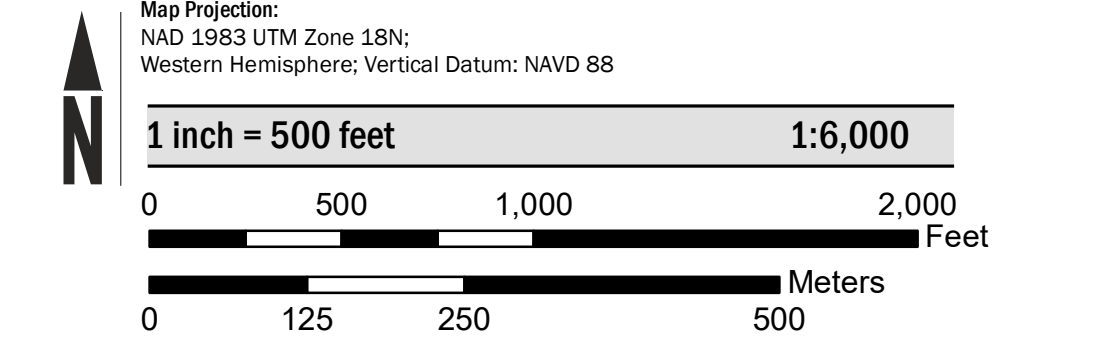 Map Projection:
NAD 1983 UTM Zone 18N;
Western Hemisphere; Vertical Datum: NAVD 88
N
1 inch = 500 feet 1:6,000
0 500 1,000 2,000
Feet
Meters
0 125 250 500